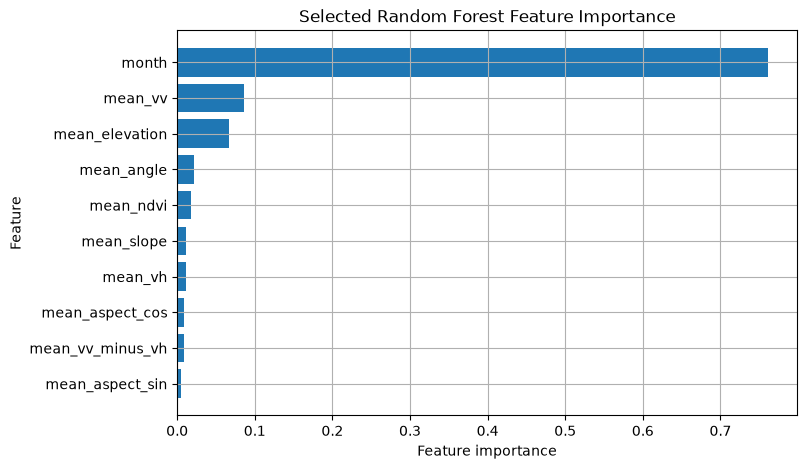 Selected Random Forest Feature Importance
month
mean_vv
mean_elevation
mean_angle
mean_ndvi
mean_slope
mean_vh
mean_aspect_cos
mean_vv_minus_vh
mean_aspect_sin
Feature
0.0 0.1 0.2 0.3 0.4 0.5 0.6 0.7
Feature importance